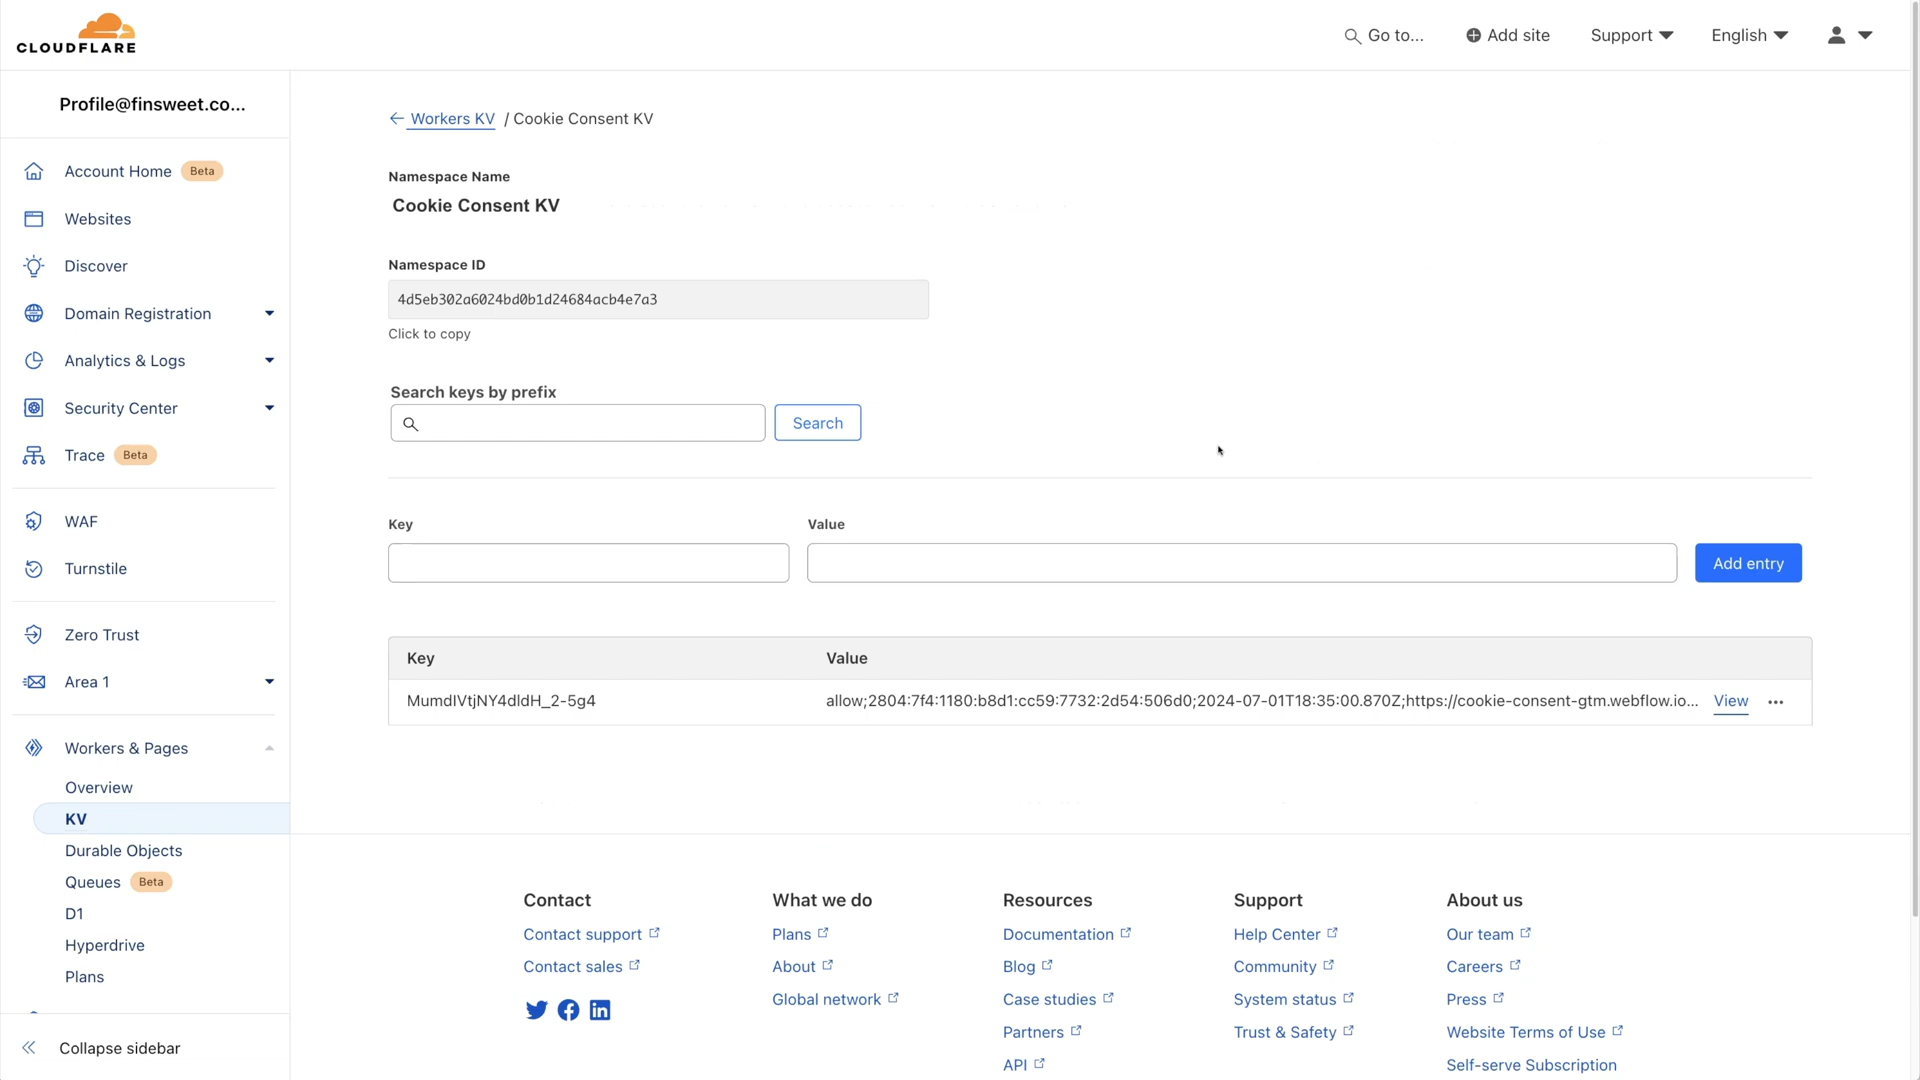 CLOUDFLARE
Go to...
Add site
Support
English
Profile@finsweet.co...
Account Home Beta
Websites
Discover
Domain Registration
Analytics & Logs
Security Center
Trace Beta
WAF
Turnstile
Zero Trust
Area 1
Workers & Pages
Overview
KV
Durable Objects
Queues Beta
D1
Hyperdrive
Plans
Collapse sidebar
Workers KV / Cookie Consent KV
Namespace Name
Cookie Consent KV
Namespace ID
4d5eb302a6024bd0b1d24684acb4e7a3
Click to copy
Search keys by prefix
Search
Key Value
Add entry
Key Value
MumdIVtjNY4dldH_2-5g4 allow;2804:7f4:1180:b8d1:cc59:7732:2d54:506d0;2024-07-01T18:35:00.870Z;https://cookie-consent-gtm.webflow.io... View
Contact
Contact support
Contact sales
What we do
Plans
About
Global network
Resources
Documentation
Blog
Case studies
Partners
API
Support
Help Center
Community
System status
Trust & Safety
About us
Our team
Careers
Press
Website Terms of Use
Self-serve Subscription